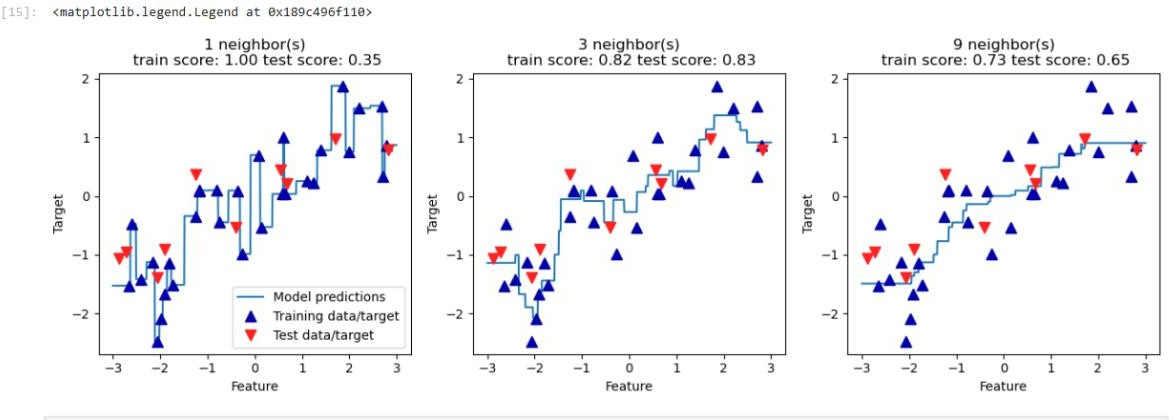 [15]: <matplotlib.legend.Legend at 0x189c496f110>
1 neighbor(s)
train score: 1.00 test score: 0.35
2
1
0
−1
−2
Target
−3 −2 −1 0 1 2 3
Feature
Model predictions
Training data/target
Test data/target
3 neighbor(s)
train score: 0.82 test score: 0.83
2
1
0
−1
−2
Target
−3 −2 −1 0 1 2 3
Feature
9 neighbor(s)
train score: 0.73 test score: 0.65
2
1
0
−1
−2
Target
−3 −2 −1 0 1 2 3
Feature